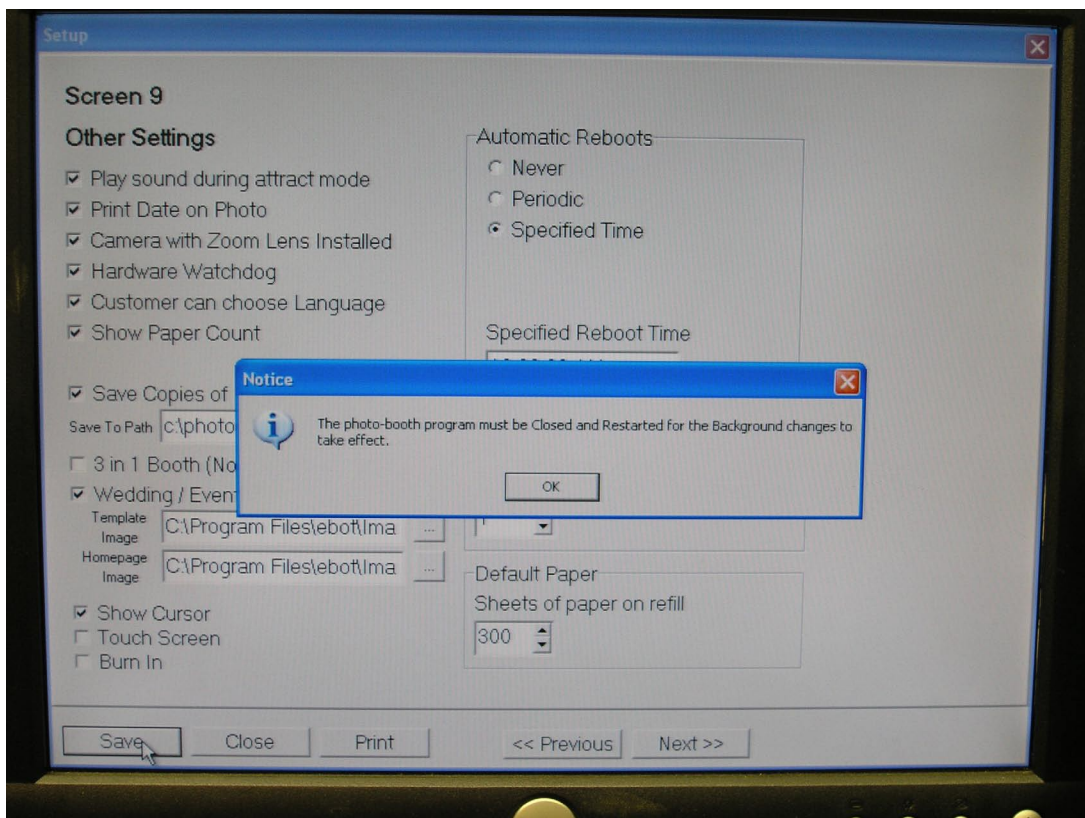 Setup
Screen 9
Other Settings
Play sound during attract mode
Print Date on Photo
Camera with Zoom Lens Installed
Hardware Watchdog
Customer can choose Language
Show Paper Count
Save Copies of
Save To Path c:\photo
3 in 1 Booth (No
Wedding / Even
Template Image C:\Program Files\ebot\Ima ...
Homepage Image C:\Program Files\ebot\Ima ...
Show Cursor
Touch Screen
Burn In
Automatic Reboots
Never
Periodic
Specified Time
Specified Reboot Time
Notice
The photo-booth program must be Closed and Restarted for the Background changes to
take effect.
OK
Default Paper
Sheets of paper on refill
300
Save Close Print << Previous Next >>